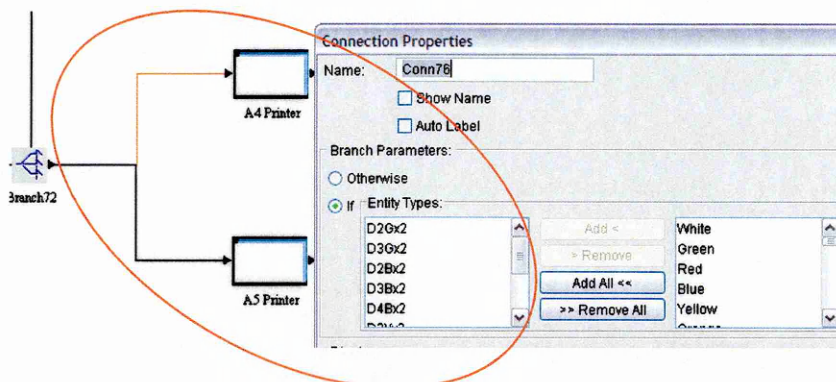 Connection Properties
Name: Conn76
Show Name
Auto Label
A4 Printer
Branch Parameters:
Otherwise
If Entity Types:
Branch72
D2Gx2
D3Gx2
D2Bx2
D3Bx2
D4Bx2
Add <
> Remove
Add All <<
>> Remove All
White
Green
Red
Blue
Yellow
Orange
A5 Printer